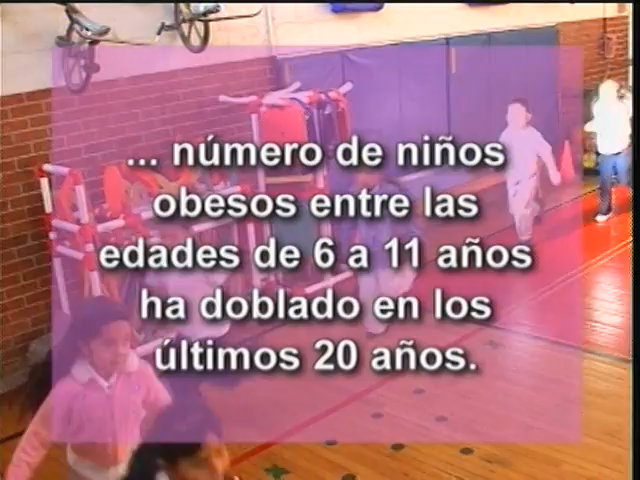 ... número de niños
obesos entre las
edades de 6 a 11 años
ha doblado en los
últimos 20 años.